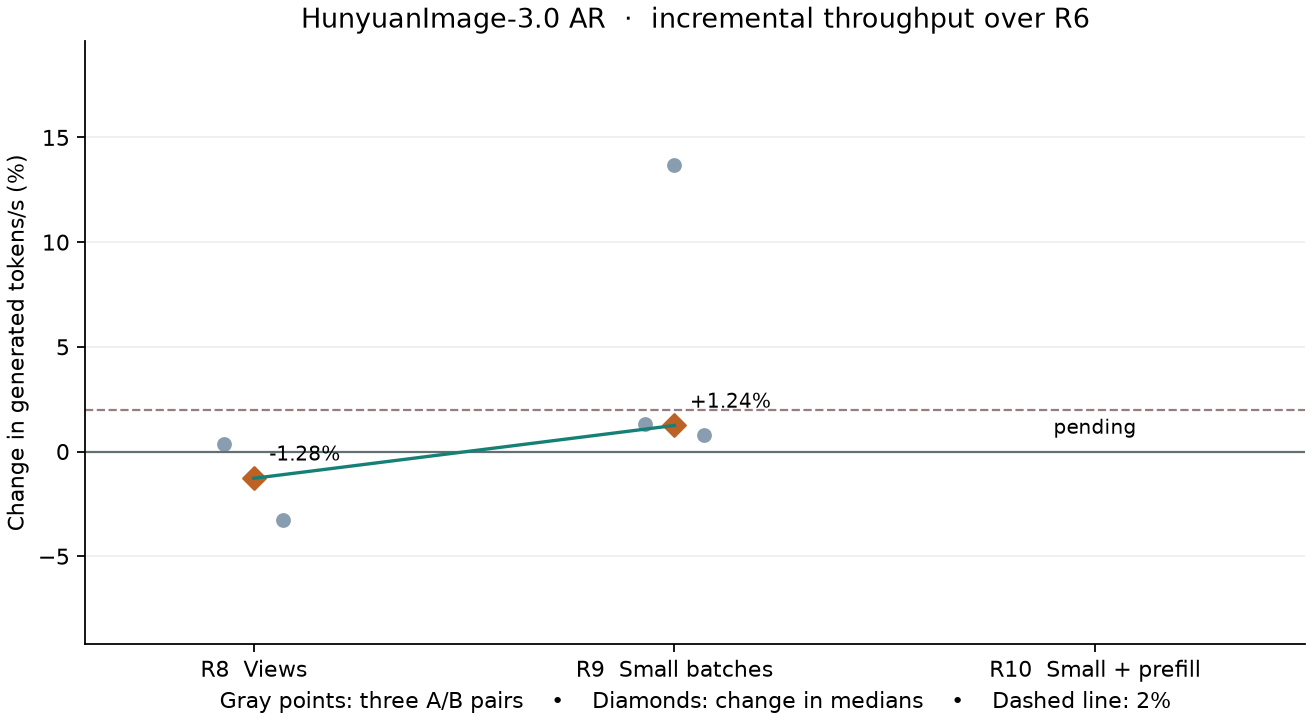 HunyuanImage-3.0 AR · incremental throughput over R6
Change in generated tokens/s (%)
15
10
5
0
−5
+1.24%
-1.28%
pending
R8 Views
R9 Small batches
R10 Small + prefill
Gray points: three A/B pairs • Diamonds: change in medians • Dashed line: 2%